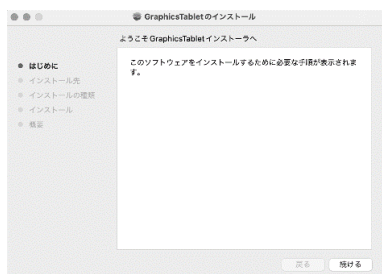 GraphicsTabletのインストール
ようこそGraphicsTabletインストーラへ
はじめに
インストール先
インストールの種類
インストール
概要
このソフトウェアをインストールするために必要な手順が表示されま
す。
戻る
続ける